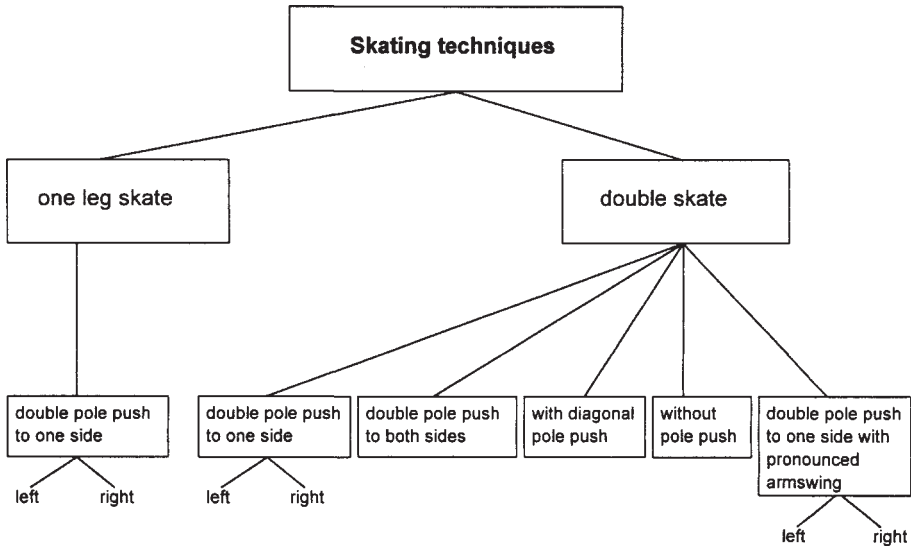 Skating techniques
one leg skate
double skate
double pole push
to one side
left
right
double pole push
to one side
left
right
double pole push
to both sides
with diagonal
pole push
without
pole push
double pole push
to one side with
pronounced
armswing
left
right